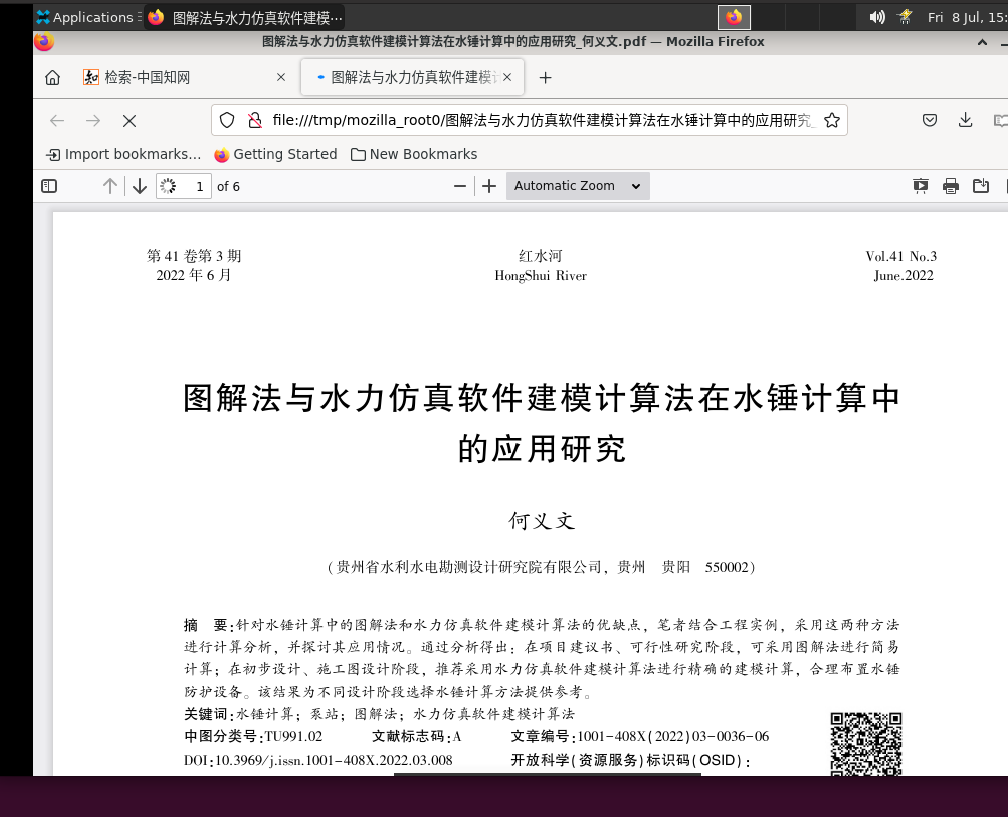 Applications
图解法与水力仿真软件建模…
Fri 8 Jul, 15:
图解法与水力仿真软件建模计算法在水锤计算中的应用研究_何义文.pdf — Mozilla Firefox
检索-中国知网
图解法与水力仿真软件建模
file:///tmp/mozilla_root0/图解法与水力仿真软件建模计算法在水锤计算中的应用研究_
Import bookmarks…
Getting Started
New Bookmarks
1 of 6
Automatic Zoom
第 41 卷第 3 期 红水河 Vol.41 No.3
2022 年 6 月 HongShui River June.2022
图解法与水力仿真软件建模计算法在水锤计算中
的应用研究
何义文
(贵州省水利水电勘测设计研究院有限公司，贵州 贵阳 550002)
摘 要:针对水锤计算中的图解法和水力仿真软件建模计算法的优缺点，笔者结合工程实例，采用这两种方法
进行计算分析，并探讨其应用情况。通过分析得出：在项目建议书、可行性研究阶段，可采用图解法进行简易
计算；在初步设计、施工图设计阶段，推荐采用水力仿真软件建模计算法进行精确的建模计算，合理布置水锤
防护设备。该结果为不同设计阶段选择水锤计算方法提供参考。
关键词:水锤计算；泵站；图解法；水力仿真软件建模计算法
中图分类号:TU991.02 文献标志码:A 文章编号:1001-408X(2022)03-0036-06
DOI:10.3969/j.issn.1001-408X.2022.03.008 开放科学(资源服务)标识码(OSID)：